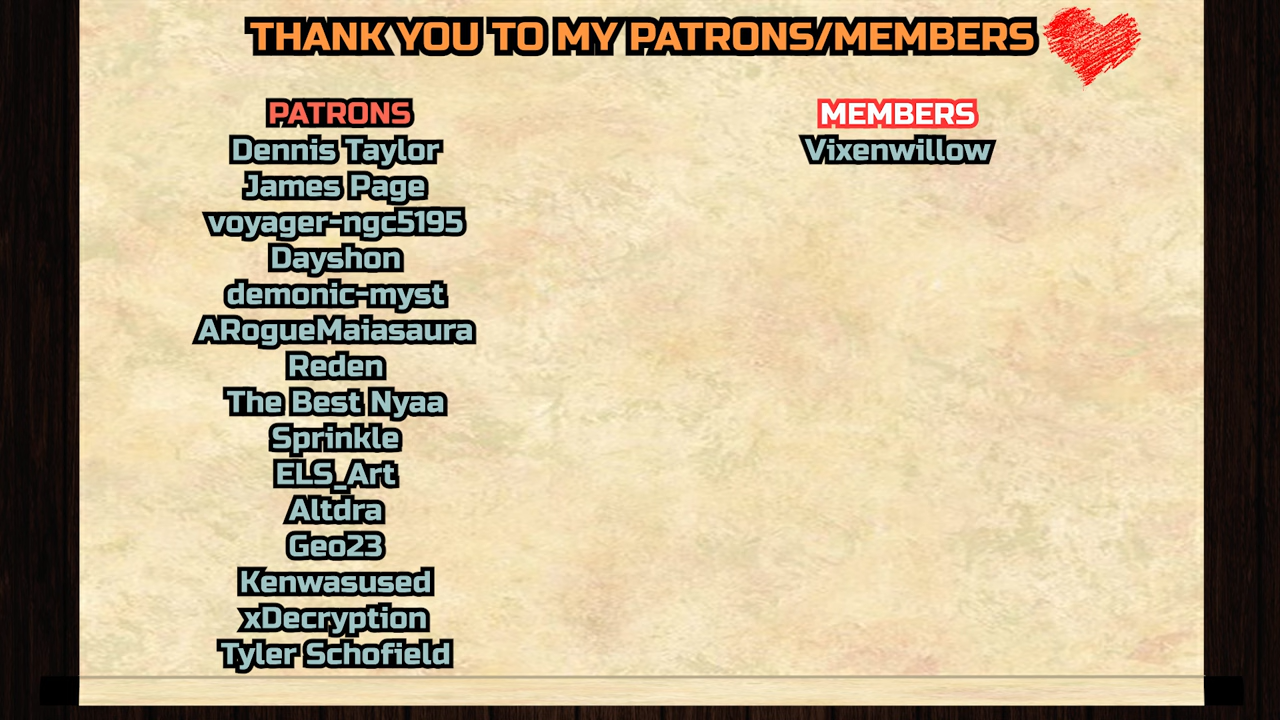 THANK YOU TO MY PATRONS/MEMBERS
PATRONS
Dennis Taylor
James Page
voyager-ngc5195
Dayshon
demonic-myst
ARogueMaiasaura
Reden
The Best Nyaa
Sprinkle
ELS_Art
Altdra
Geo23
Kenwasused
xDecryption
Tyler Schofield
MEMBERS
Vixenwillow